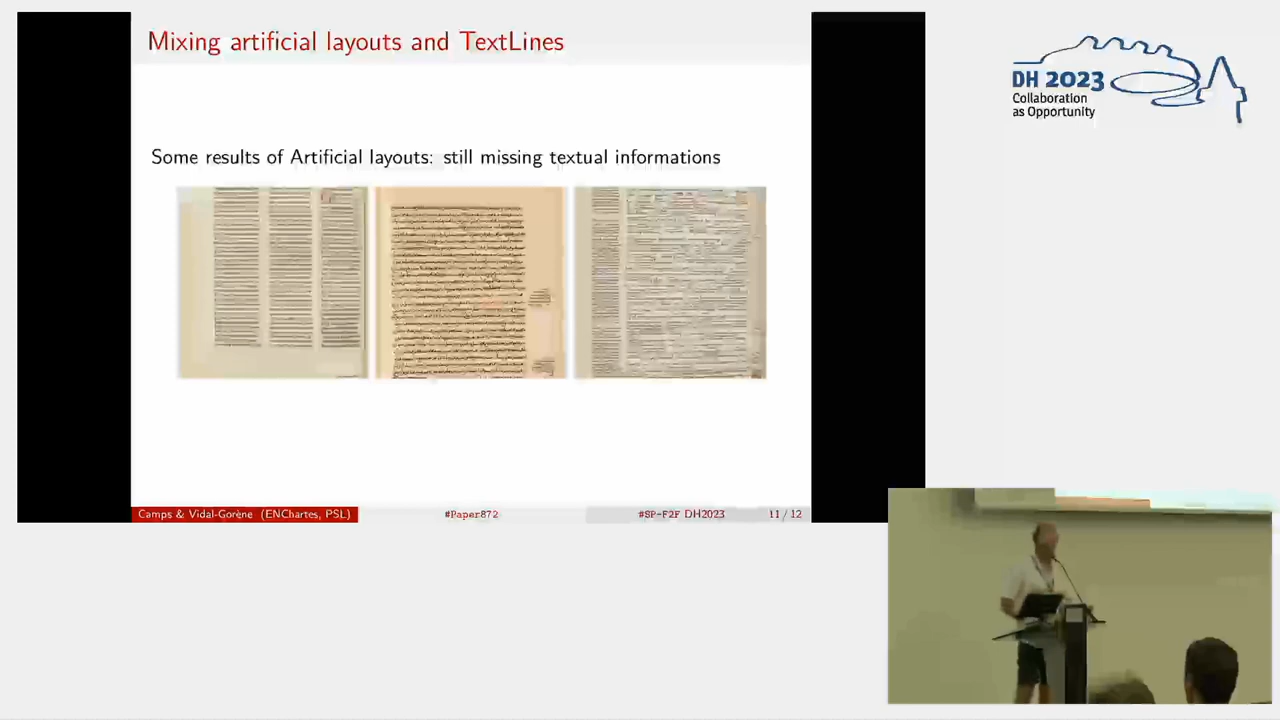 Mixing artificial layouts and TextLines
DH 2023
Collaboration
as Opportunity
Some results of Artificial layouts: still missing textual informations
Camps & Vidal-Gorène (ENChartes, PSL) #Paper872 #SP-F2F DH2023 11 / 12